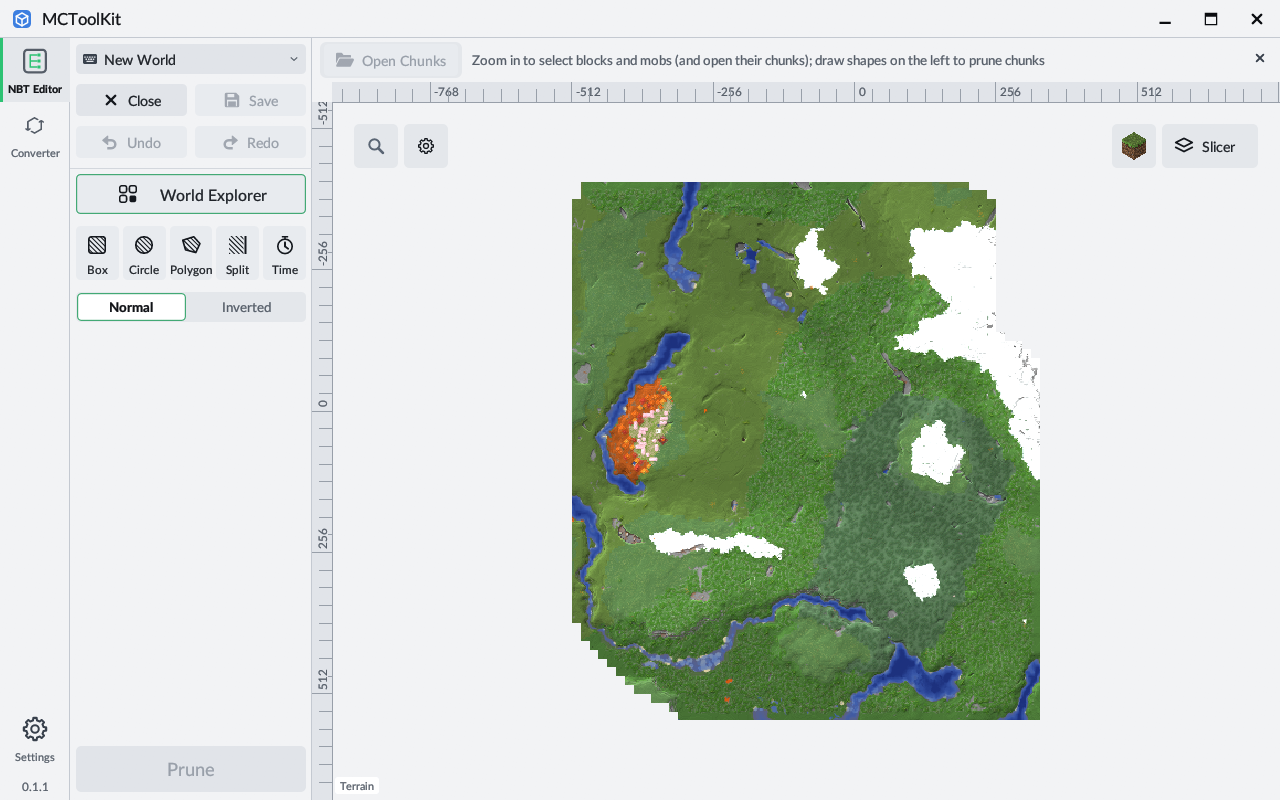 MCToolKit
NBT Editor
Converter
Settings
0.1.1
New World
Close
Save
Undo
Redo
World Explorer
Box
Circle
Polygon
Split
Time
Normal
Inverted
Prune
Open Chunks
Zoom in to select blocks and mobs (and open their chunks); draw shapes on the left to prune chunks
-768
-512
-256
0
256
512
-512
-256
0
256
512
Slicer
Terrain